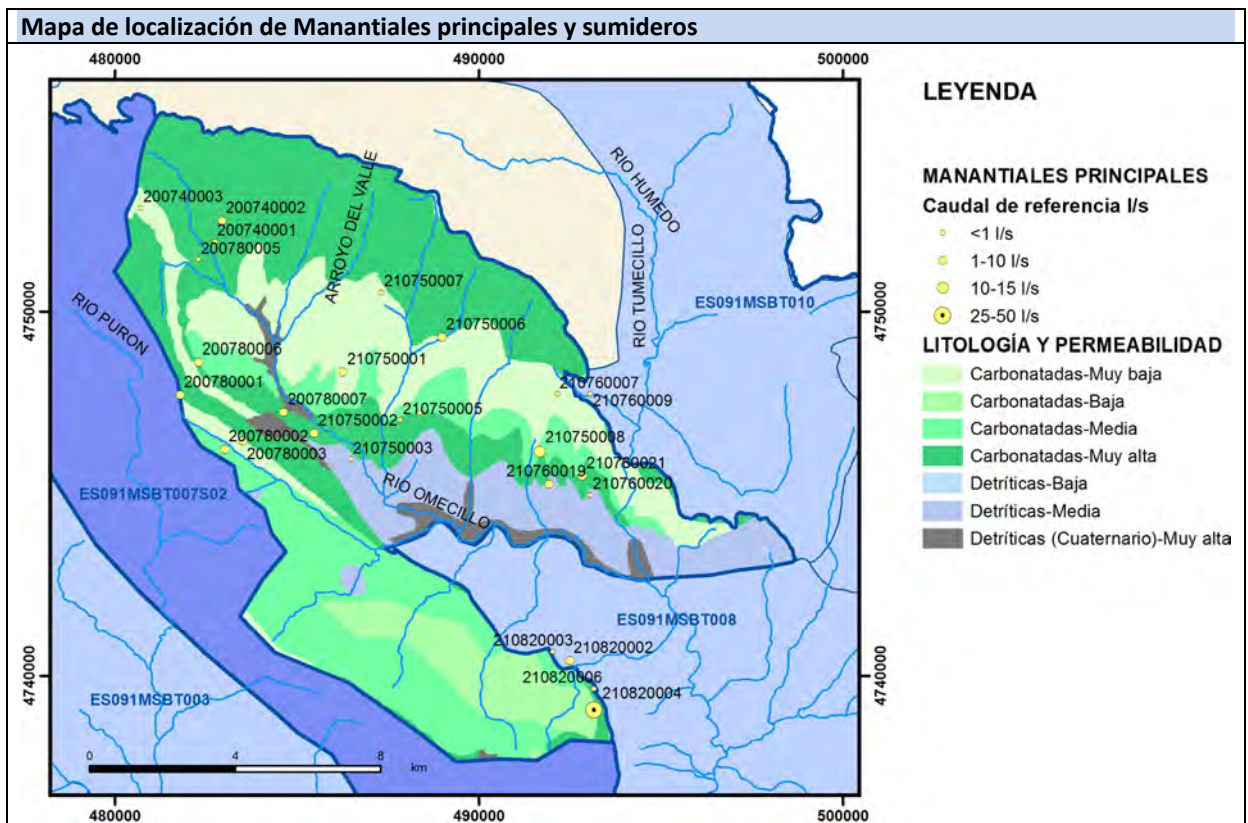 Mapa de localización de Manantiales principales y sumideros
480000
490000
500000
4750000
4740000
RIO HUMEDO
ARROYO DEL VALLE
RIO TUMECILLO
RIO PURON
RIO OMECILLO
200740003
200740002
200740001
200780005
210750007
ES091MSBT010
210750006
200780006
210750001
200780001
200780007
210760007
210760009
210750002
210750005
200780002
210750003
200780003
210750008
210760021
210760019
210760020
ES091MSBT007S02
ES091MSBT008
210820003
210820002
210820006
210820004
ES091MSBT003
0
4
8
km
480000
490000
500000
4750000
4740000
LEYENDA
MANANTIALES PRINCIPALES
Caudal de referencia l/s
<1 l/s
1-10 l/s
10-15 l/s
25-50 l/s
LITOLOGÍA Y PERMEABILIDAD
Carbonatadas-Muy baja
Carbonatadas-Baja
Carbonatadas-Media
Carbonatadas-Muy alta
Detríticas-Baja
Detríticas-Media
Detríticas (Cuaternario)-Muy alta